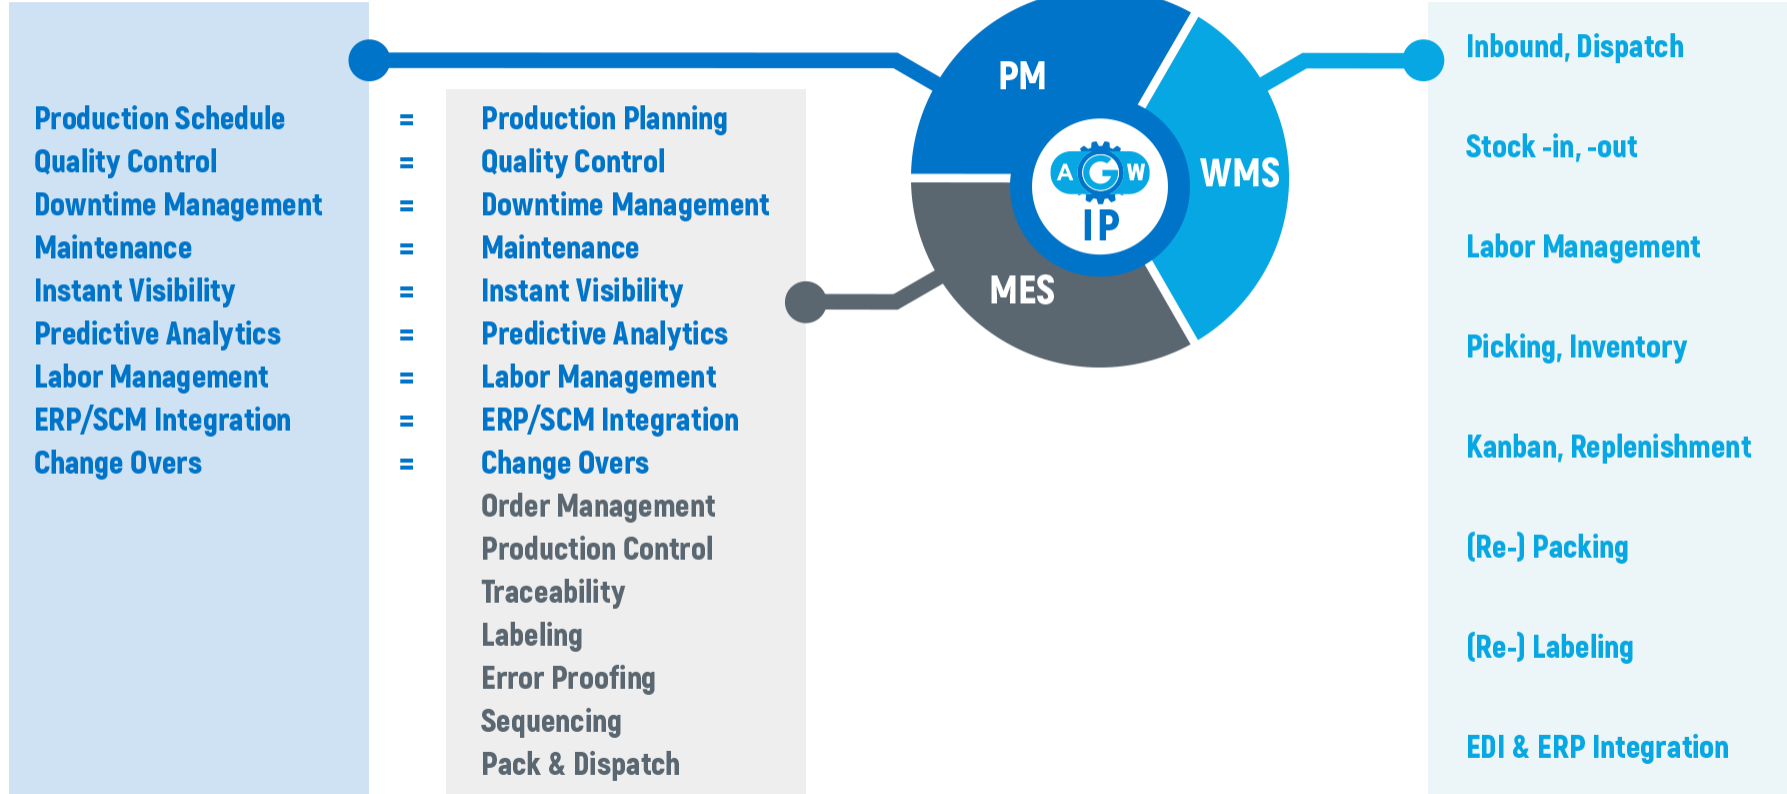 PM
WMS
MES
A G W
IP
Production Schedule = Production Planning
Quality Control = Quality Control
Downtime Management = Downtime Management
Maintenance = Maintenance
Instant Visibility = Instant Visibility
Predictive Analytics = Predictive Analytics
Labor Management = Labor Management
ERP/SCM Integration = ERP/SCM Integration
Change Overs = Change Overs
Order Management
Production Control
Traceability
Labeling
Error Proofing
Sequencing
Pack & Dispatch
Inbound, Dispatch
Stock -in, -out
Labor Management
Picking, Inventory
Kanban, Replenishment
(Re-) Packing
(Re-) Labeling
EDI & ERP Integration